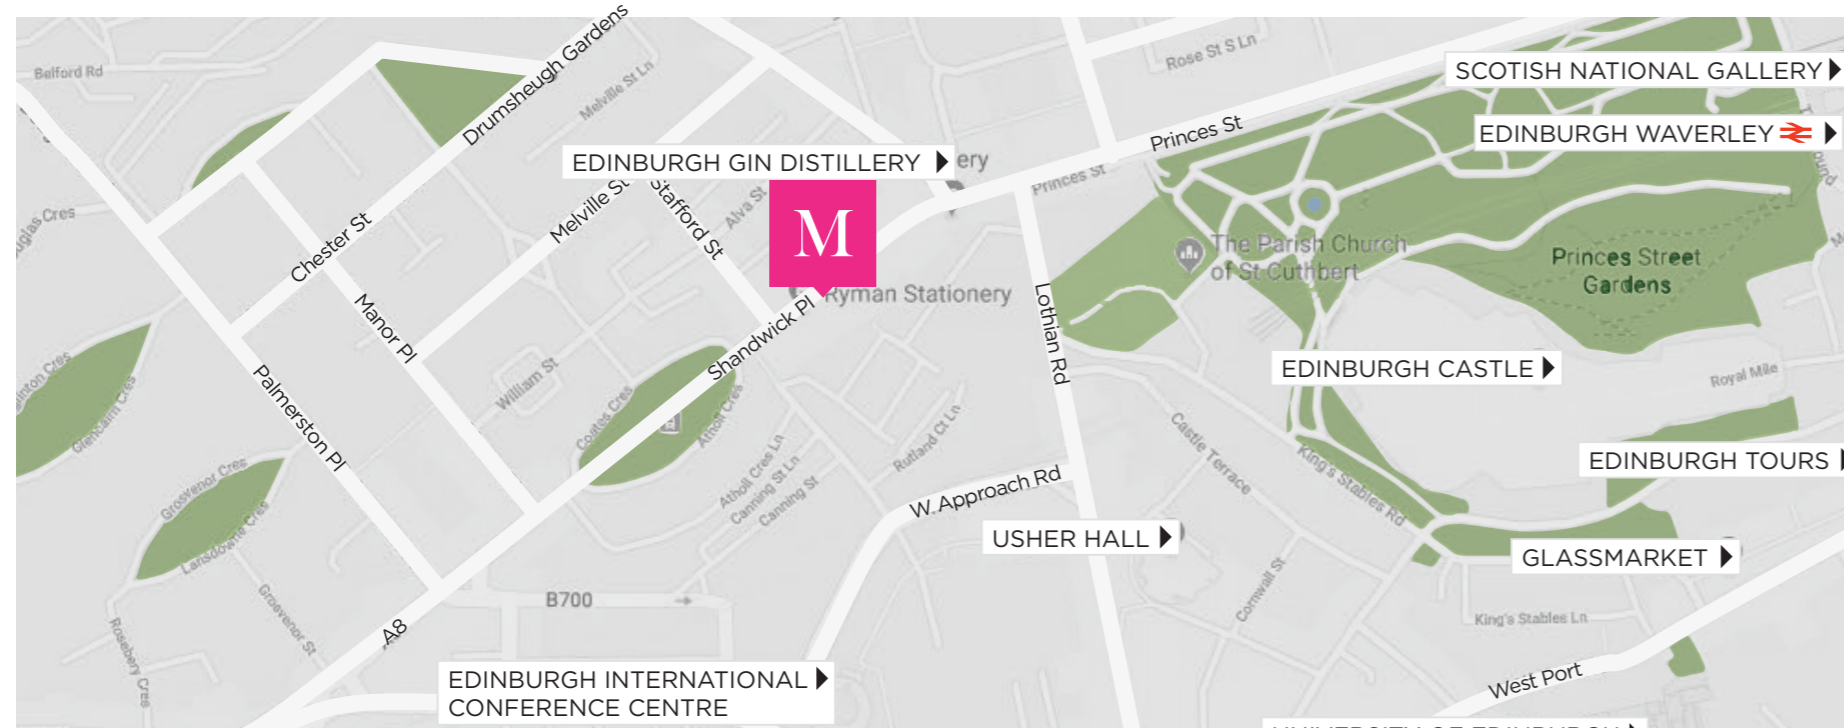 Belford Rd
Drumsheugh Gardens
Melville St Ln
Rose St S Ln
SCOTISH NATIONAL GALLERY
EDINBURGH WAVERLEY
Princes St
EDINBURGH GIN DISTILLERY
ery
Princes St
Melville St
Stafford St
Alva St
M
Chester St
The Parish Church
of St Cuthbert
Princes Street
Gardens
Manor Pl
Ryman Stationery
Shandwick Pl
Lothian Rd
EDINBURGH CASTLE
Royal Mile
Glencairn Cres
Palmerston Pl
William St
Coates Cres
Atholl Cres
Rutland Ct Ln
Castle Terrace
King's Stables Rd
EDINBURGH TOURS
Grosvenor Cres
Lansdowne Cres
Atholl Cres Ln
Canning St Ln
Canning St
W. Approach Rd
USHER HALL
GLASSMARKET
Grosvenor St
B700
Cornwall St
King's Stables Ln
Rosebery Cres
A8
EDINBURGH INTERNATIONAL
CONFERENCE CENTRE
West Port
UNIVERSITY OF EDINBURGH